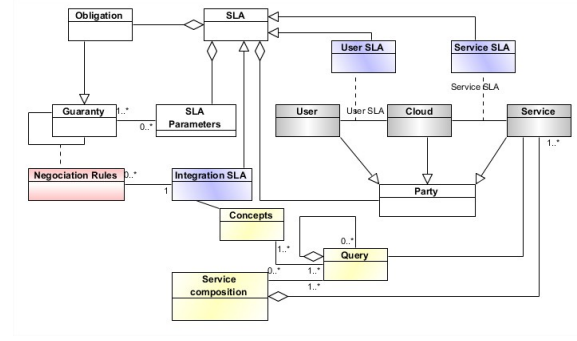 Obligation
SLA
User SLA
Service SLA
Service SLA
Guaranty
1..*
0..*
SLA
Parameters
User
User SLA
Cloud
Service
1..*
Negociation Rules
0..*
1
Integration SLA
Party
Concepts
1..*
0..*
Query
0..*
1..*
1..*
Service
composition